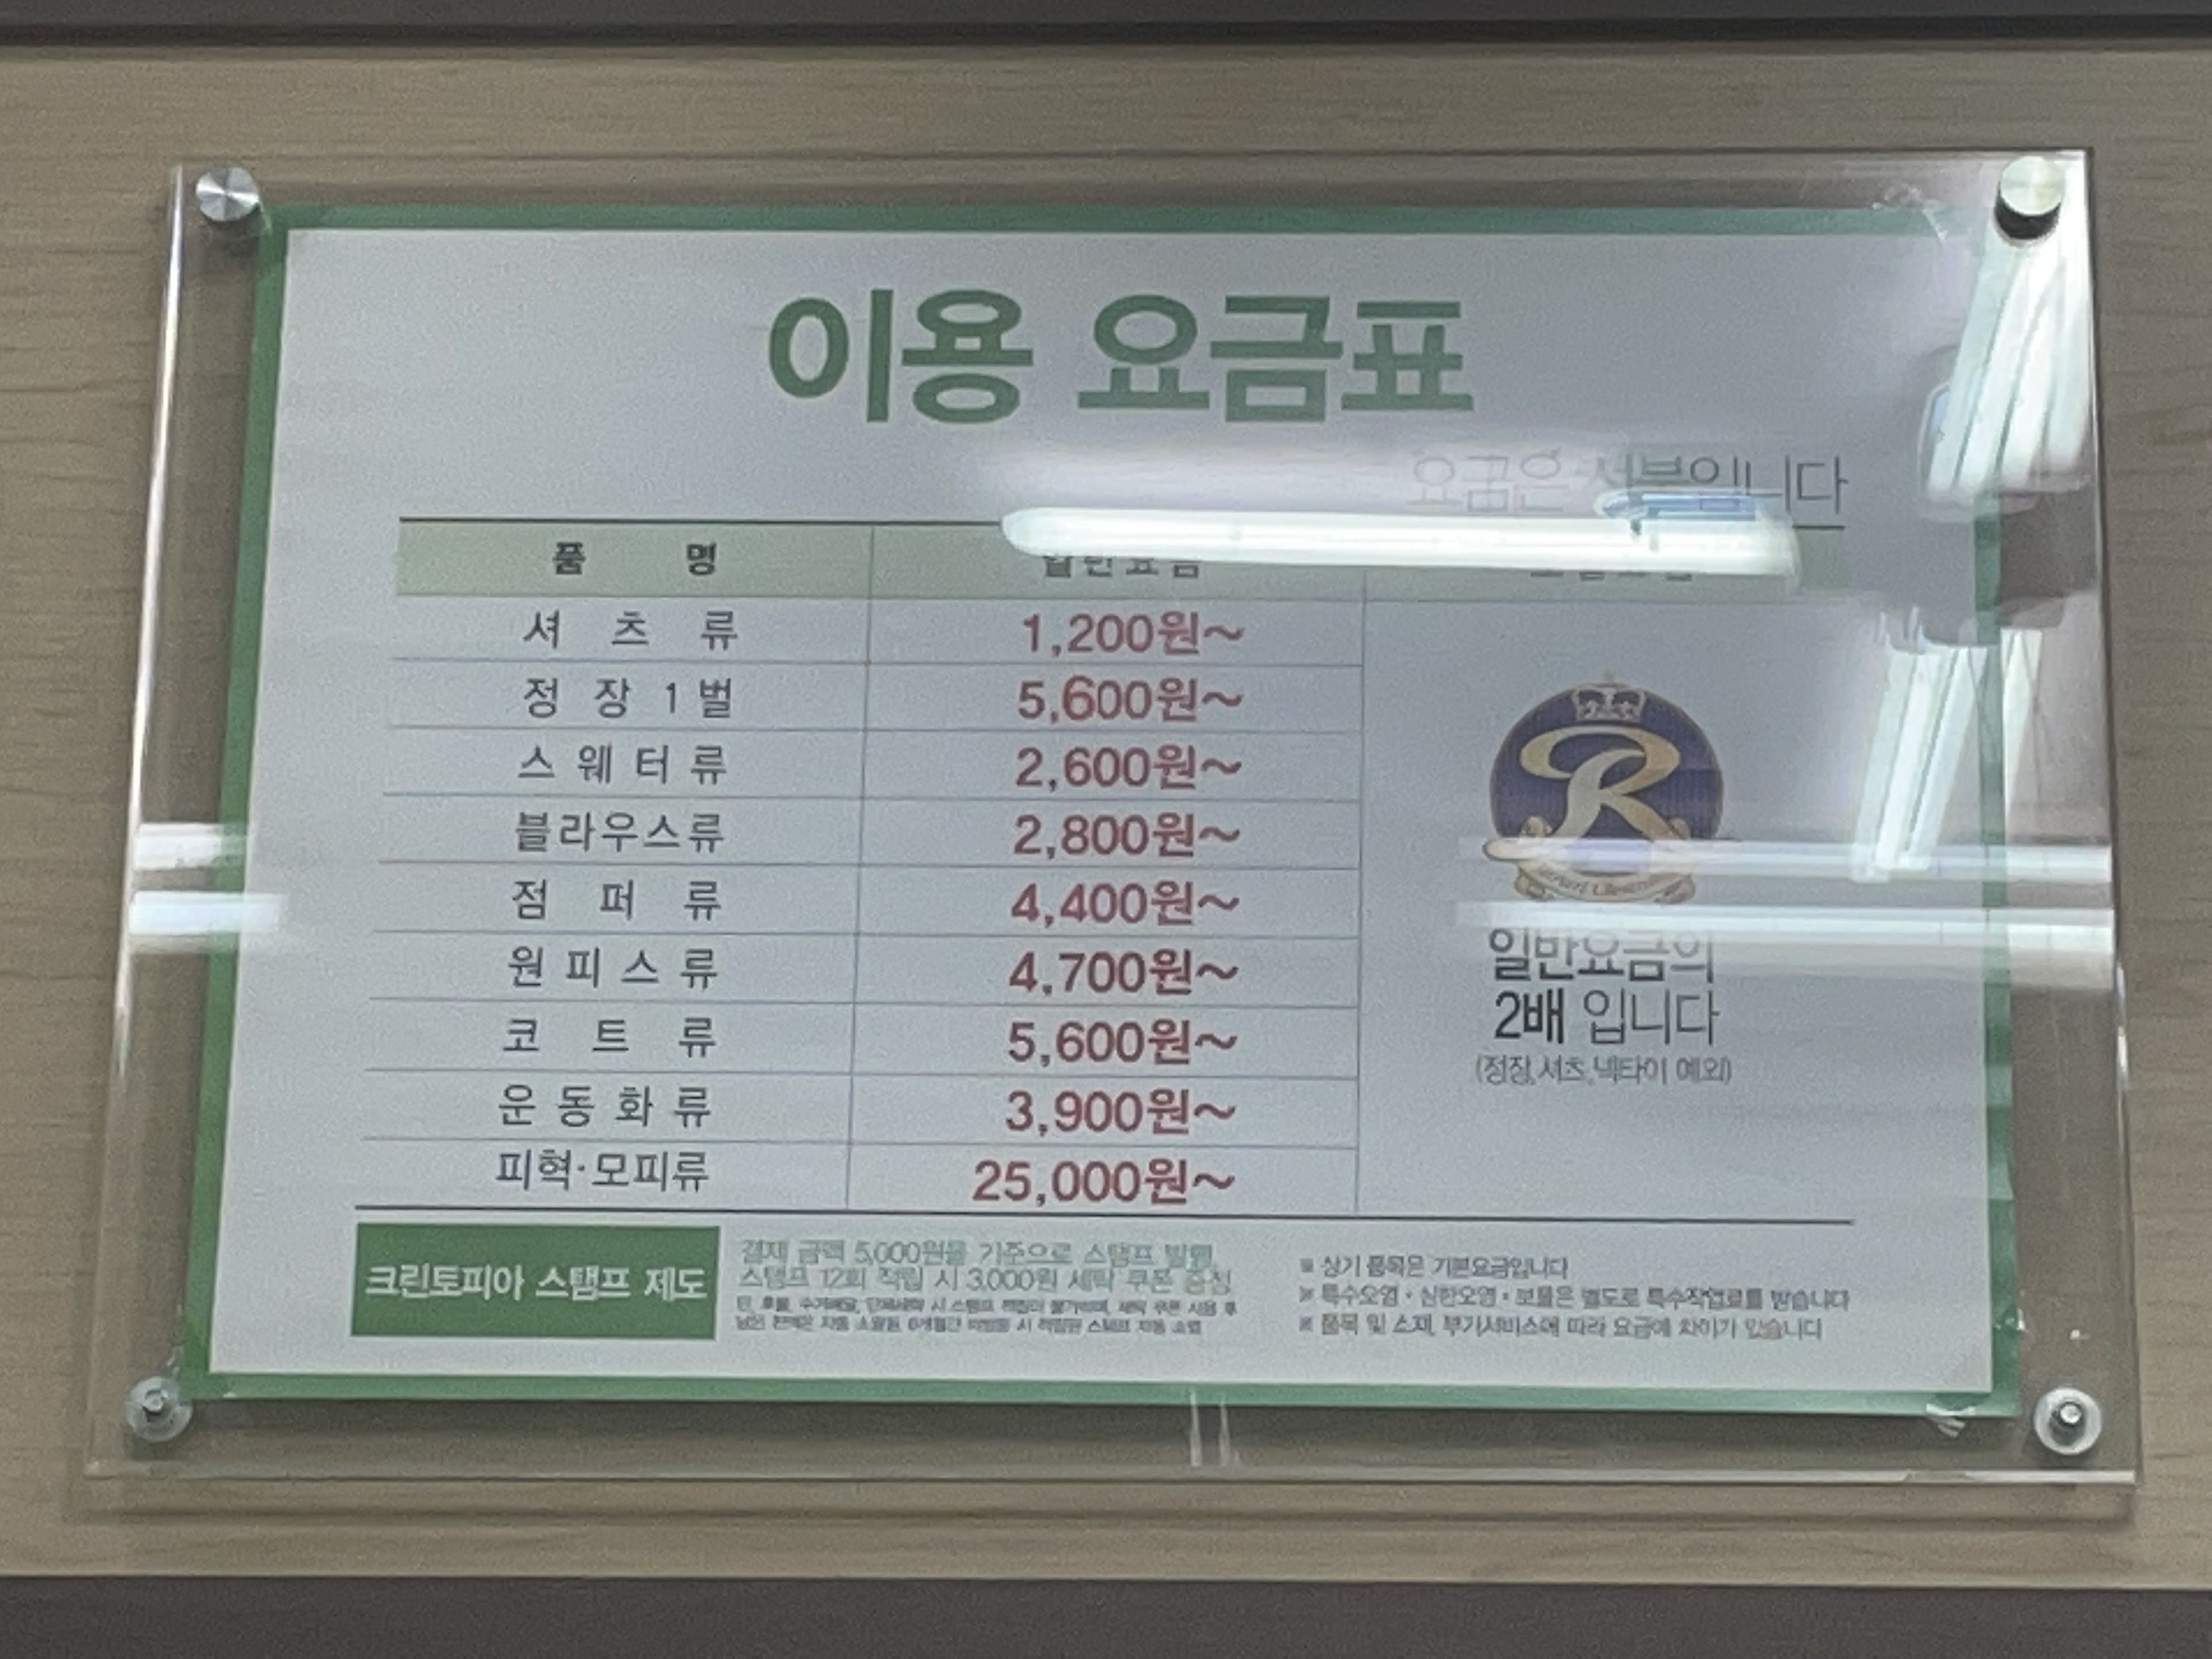 이용 요금표
요금은 선불입니다
품 명 일반요금
셔 츠 류 1,200원~
정 장 1 벌 5,600원~
스 웨 터 류 2,600원~
블라우스류 2,800원~
점 퍼 류 4,400원~
원 피 스 류 4,700원~
코 트 류 5,600원~
운 동 화 류 3,900원~
피혁·모피류 25,000원~
R
일반요금의
2배 입니다
(정장,셔츠,넥타이 예외)
크린토피아 스탬프 제도
결제 금액 5,000원을 기준으로 스탬프 발행,
스탬프 12회 적립 시 3,000원 세탁 쿠폰 증정
※ 상기 품목은 기본요금입니다
※ 특수오염·심한오염·보물은 별도로 특수작업료를 받습니다
※ 품목 및 소재, 부가서비스에 따라 요금에 차이가 있습니다